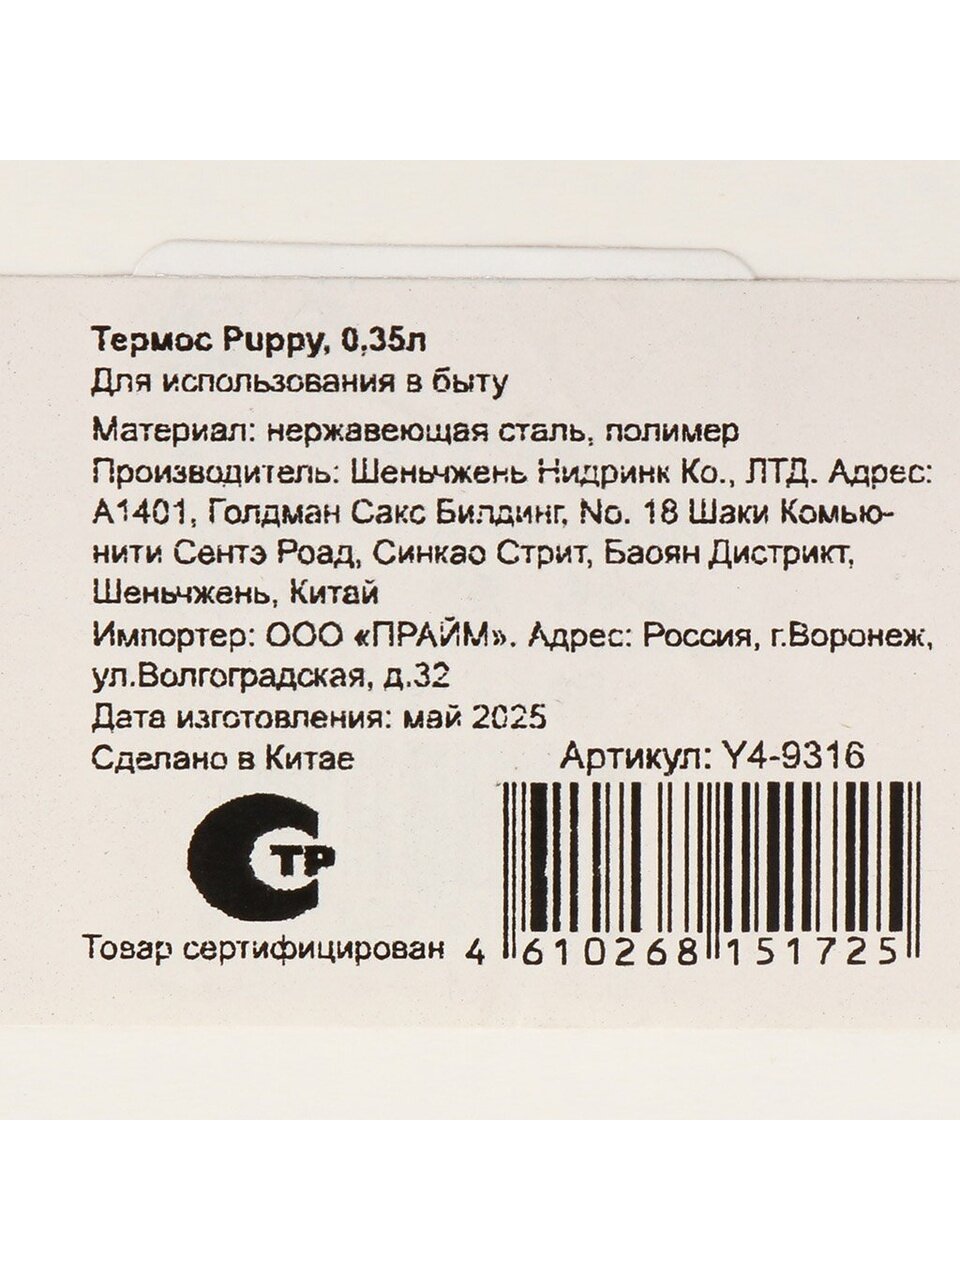 Термос Puppy, 0,35л
Для использования в быту
Материал: нержавеющая сталь, полимер
Производитель: Шеньчжень Нидринк Ко., ЛТД. Адрес:
А1401, Голдман Сакс Билдинг, No. 18 Шаки Комью-
нити Сентэ Роад, Синкао Стрит, Баоян Дистрикт,
Шеньчжень, Китай
Импортер: ООО «ПРАЙМ». Адрес: Россия, г.Воронеж,
ул.Волгоградская, д.32
Дата изготовления: май 2025
Сделано в Китае
Артикул: Y4-9316
ТР
Товар сертифицирован
4 610268 151725